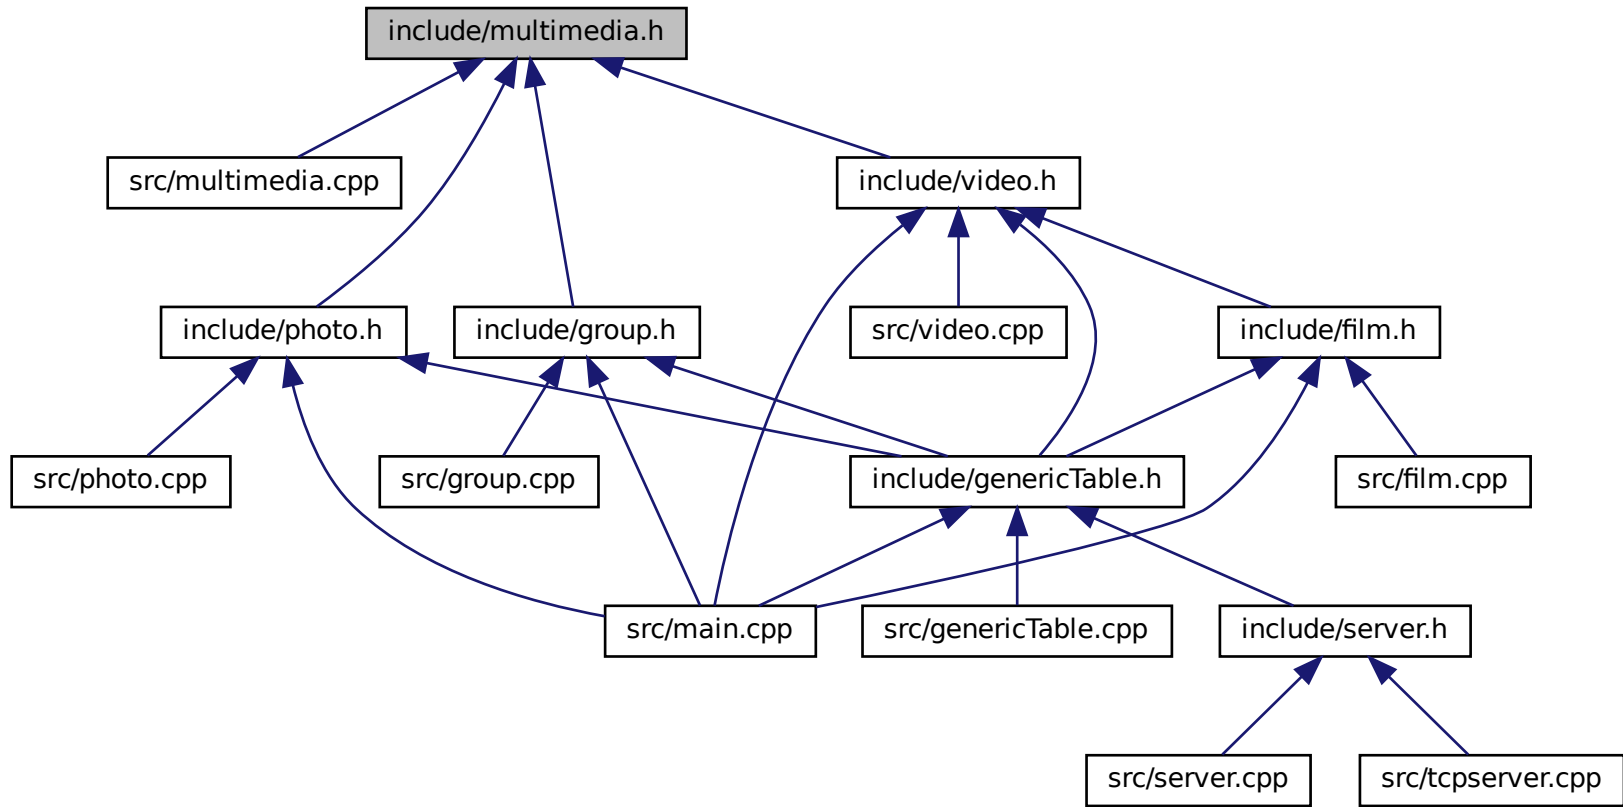 include/multimedia.h
src/multimedia.cpp
include/video.h
include/photo.h
include/group.h
src/video.cpp
include/film.h
src/photo.cpp
src/group.cpp
include/genericTable.h
src/film.cpp
src/main.cpp
src/genericTable.cpp
include/server.h
src/server.cpp
src/tcpserver.cpp